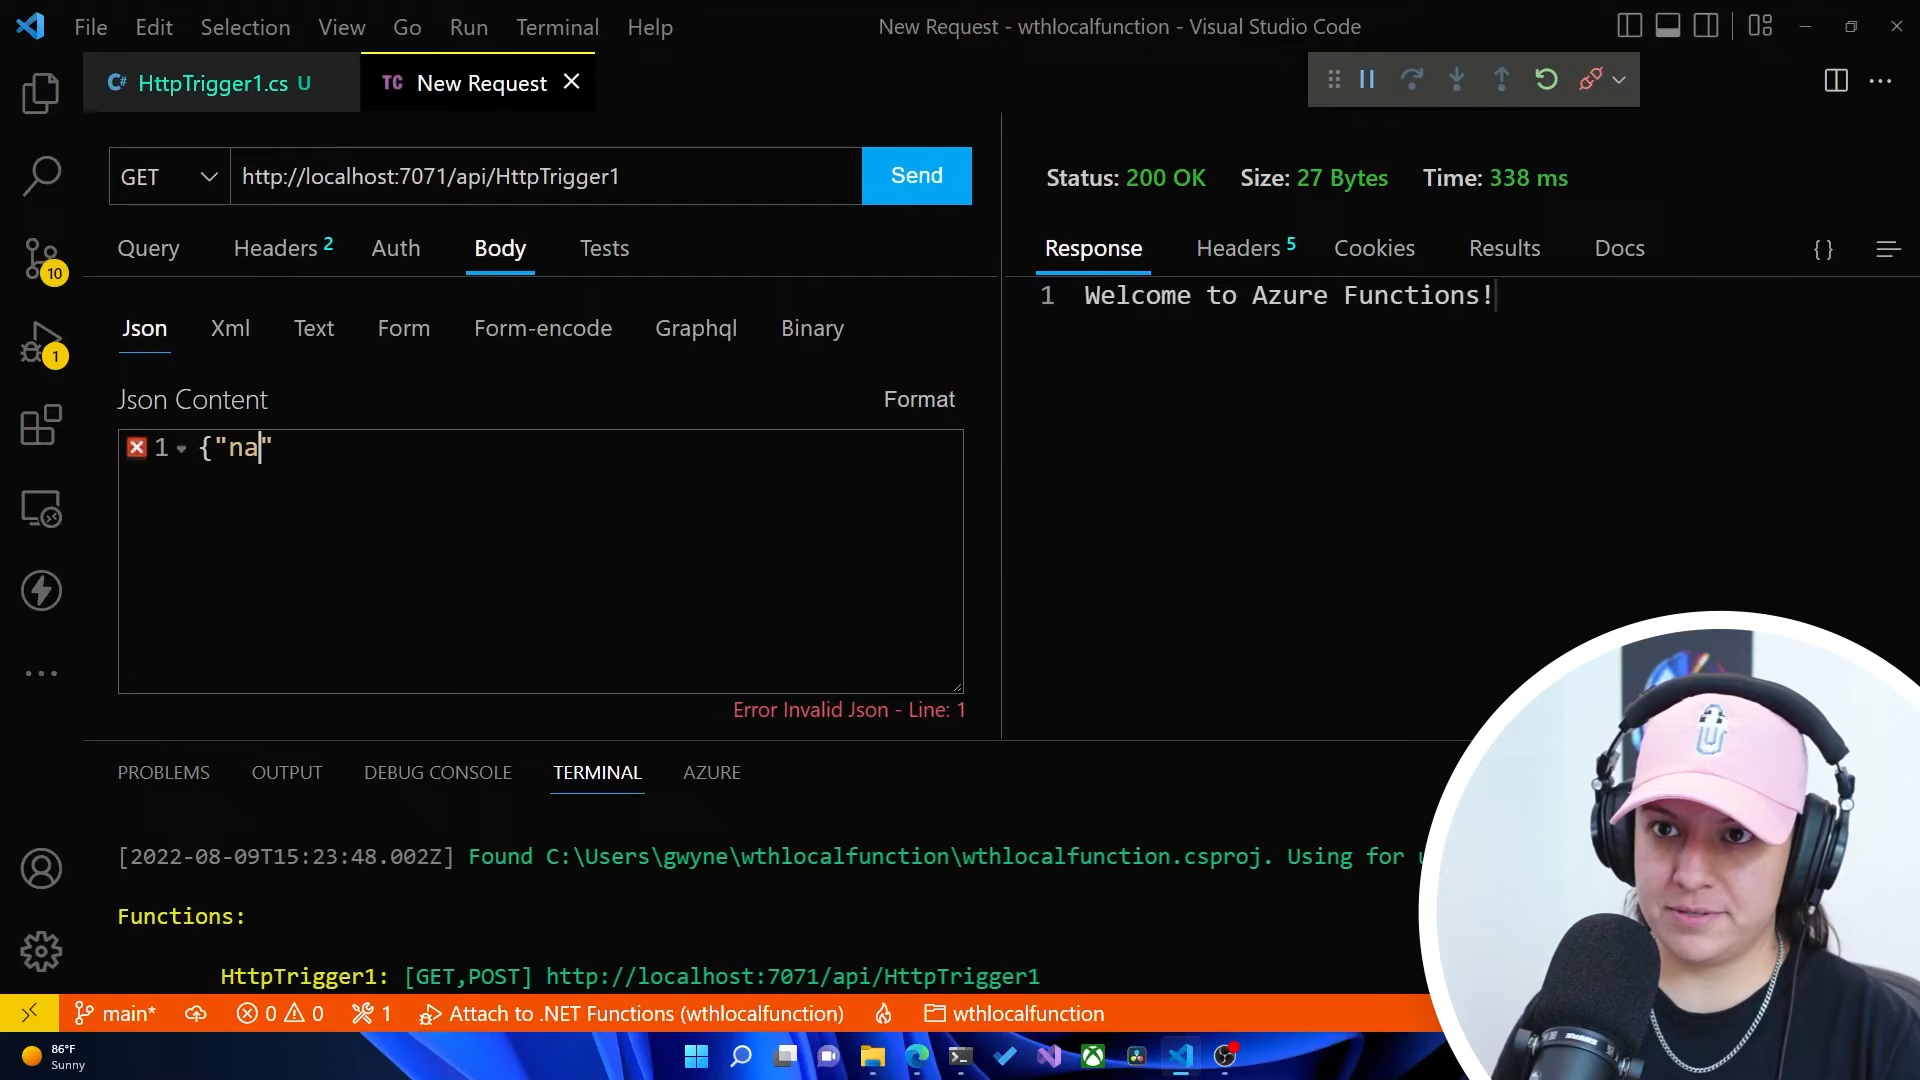 File Edit Selection View Go Run Terminal Help
New Request - wthlocalfunction - Visual Studio Code
HttpTrigger1.cs U
TC New Request
GET http://localhost:7071/api/HttpTrigger1 Send
Status: 200 OK Size: 27 Bytes Time: 338 ms
Query Headers 2 Auth Body Tests
Response Headers 5 Cookies Results Docs { }
1 Welcome to Azure Functions!
Json Xml Text Form Form-encode Graphql Binary
Json Content Format
1 {"na"
Error Invalid Json - Line: 1
10
1
PROBLEMS OUTPUT DEBUG CONSOLE TERMINAL AZURE
[2022-08-09T15:23:48.002Z] Found C:\Users\gwyne\wthlocalfunction\wthlocalfunction.csproj. Using for
Functions:
HttpTrigger1: [GET,POST] http://localhost:7071/api/HttpTrigger1
main* 0 0 1 Attach to .NET Functions (wthlocalfunction) wthlocalfunction
86°F
Sunny